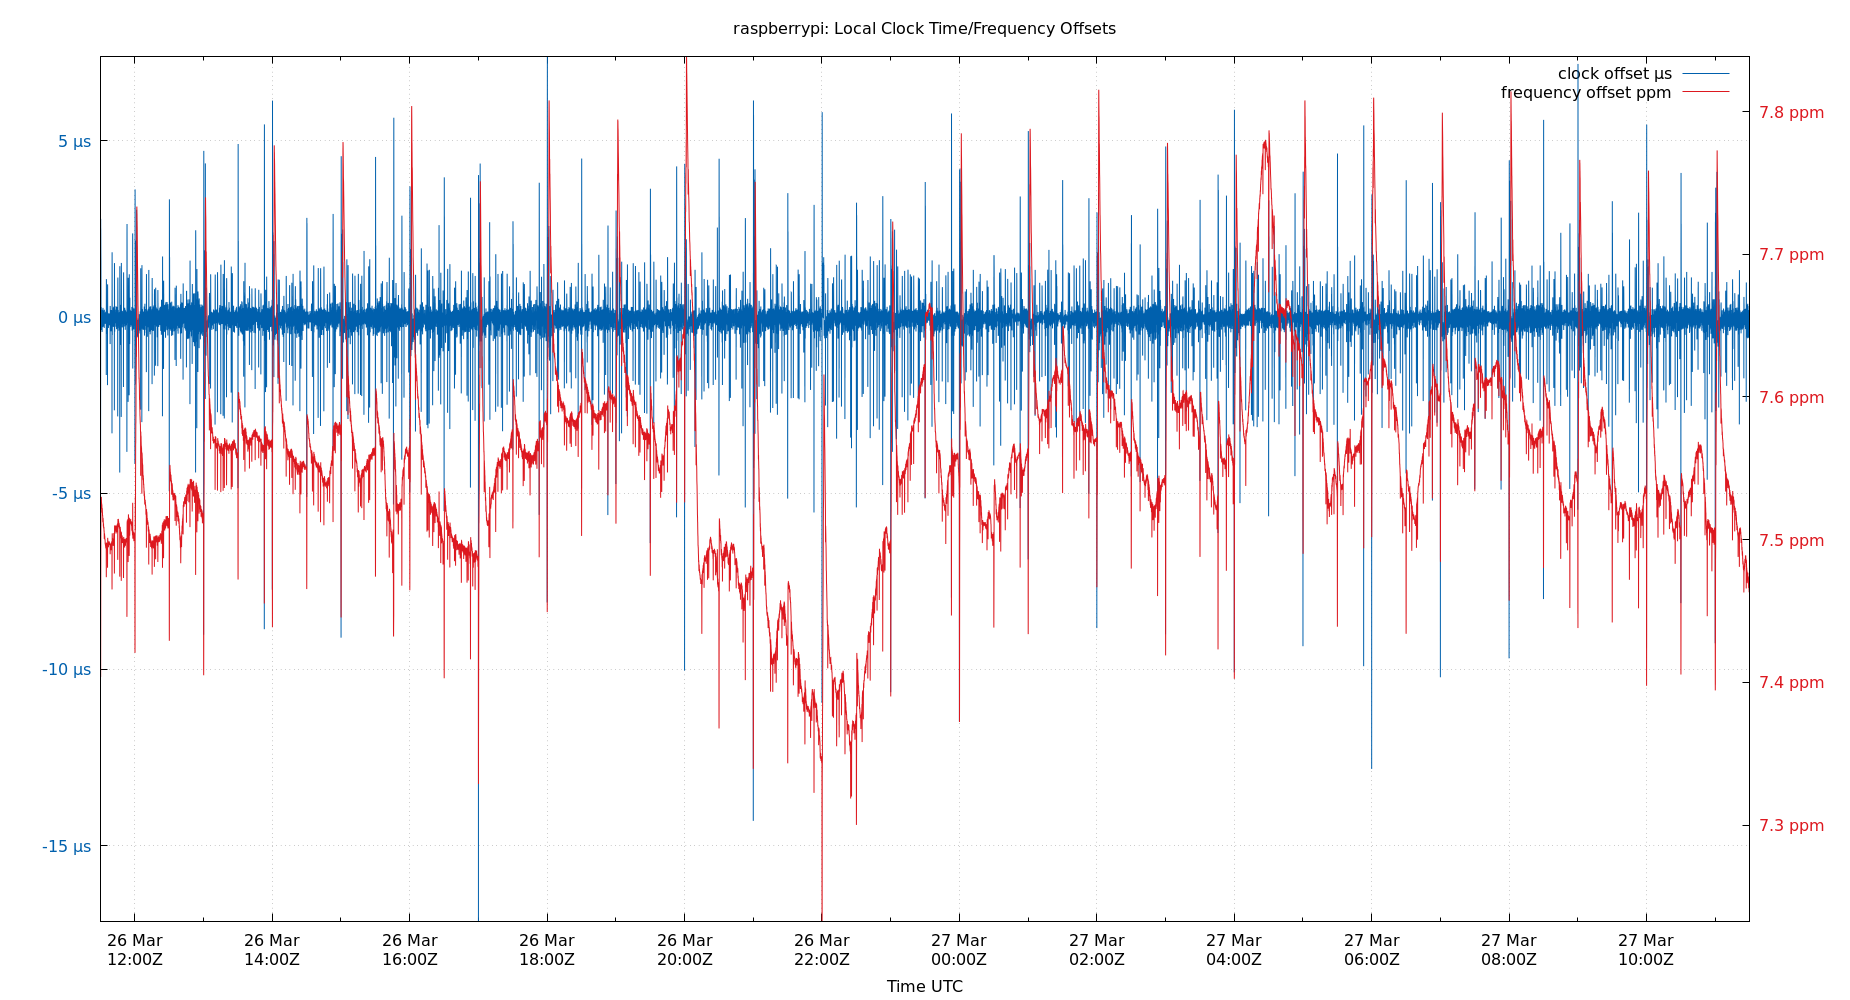 raspberrypi: Local Clock Time/Frequency Offsets
clock offset µs
frequency offset ppm
5 µs
0 µs
-5 µs
-10 µs
-15 µs
7.8 ppm
7.7 ppm
7.6 ppm
7.5 ppm
7.4 ppm
7.3 ppm
26 Mar 26 Mar 26 Mar 26 Mar 26 Mar 26 Mar 27 Mar 27 Mar 27 Mar 27 Mar 27 Mar 27 Mar
12:00Z 14:00Z 16:00Z 18:00Z 20:00Z 22:00Z 00:00Z 02:00Z 04:00Z 06:00Z 08:00Z 10:00Z
Time UTC